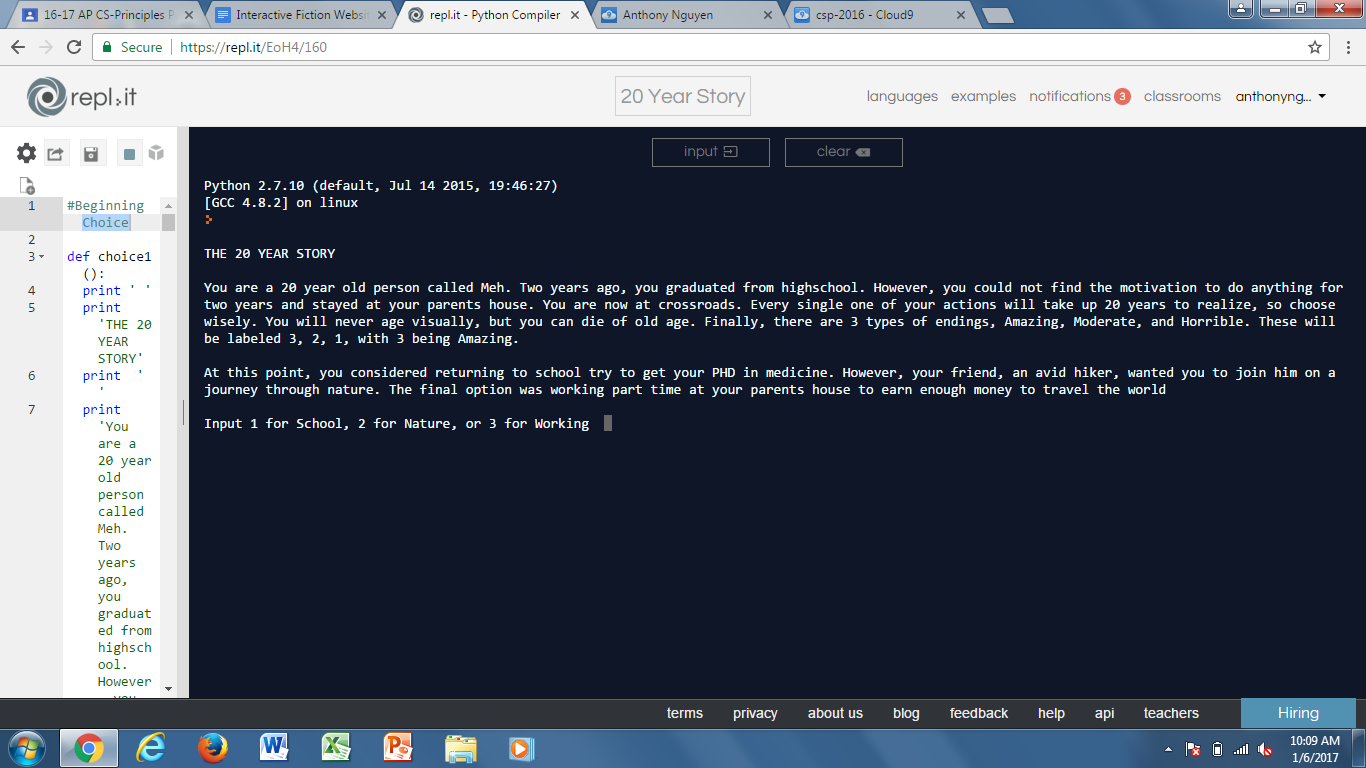 16-17 AP CS-Principles P
Interactive Fiction Websi
repl.it - Python Compiler
Anthony Nguyen
csp-2016 - Cloud9
Secure
https://repl.it/EoH4/160
repl.it
20 Year Story
languages
examples
notifications 3
classrooms
anthonyng...
input
clear
1 #Beginning
Choice
2
3 def choice1
():
4 print ' '
5 print
'THE 20
YEAR
STORY'
6 print '
'
7 print
'You
are a
20 year
old
person
called
Meh.
Two
years
ago,
you
graduat
ed from
highsch
ool.
However
, you
Python 2.7.10 (default, Jul 14 2015, 19:46:27)
[GCC 4.8.2] on linux
THE 20 YEAR STORY
You are a 20 year old person called Meh. Two years ago, you graduated from highschool. However, you could not find the motivation to do anything for
two years and stayed at your parents house. You are now at crossroads. Every single one of your actions will take up 20 years to realize, so choose
wisely. You will never age visually, but you can die of old age. Finally, there are 3 types of endings, Amazing, Moderate, and Horrible. These will
be labeled 3, 2, 1, with 3 being Amazing.
At this point, you considered returning to school try to get your PHD in medicine. However, your friend, an avid hiker, wanted you to join him on a
journey through nature. The final option was working part time at your parents house to earn enough money to travel the world
Input 1 for School, 2 for Nature, or 3 for Working
terms
privacy
about us
blog
feedback
help
api
teachers
Hiring
10:09 AM
1/6/2017